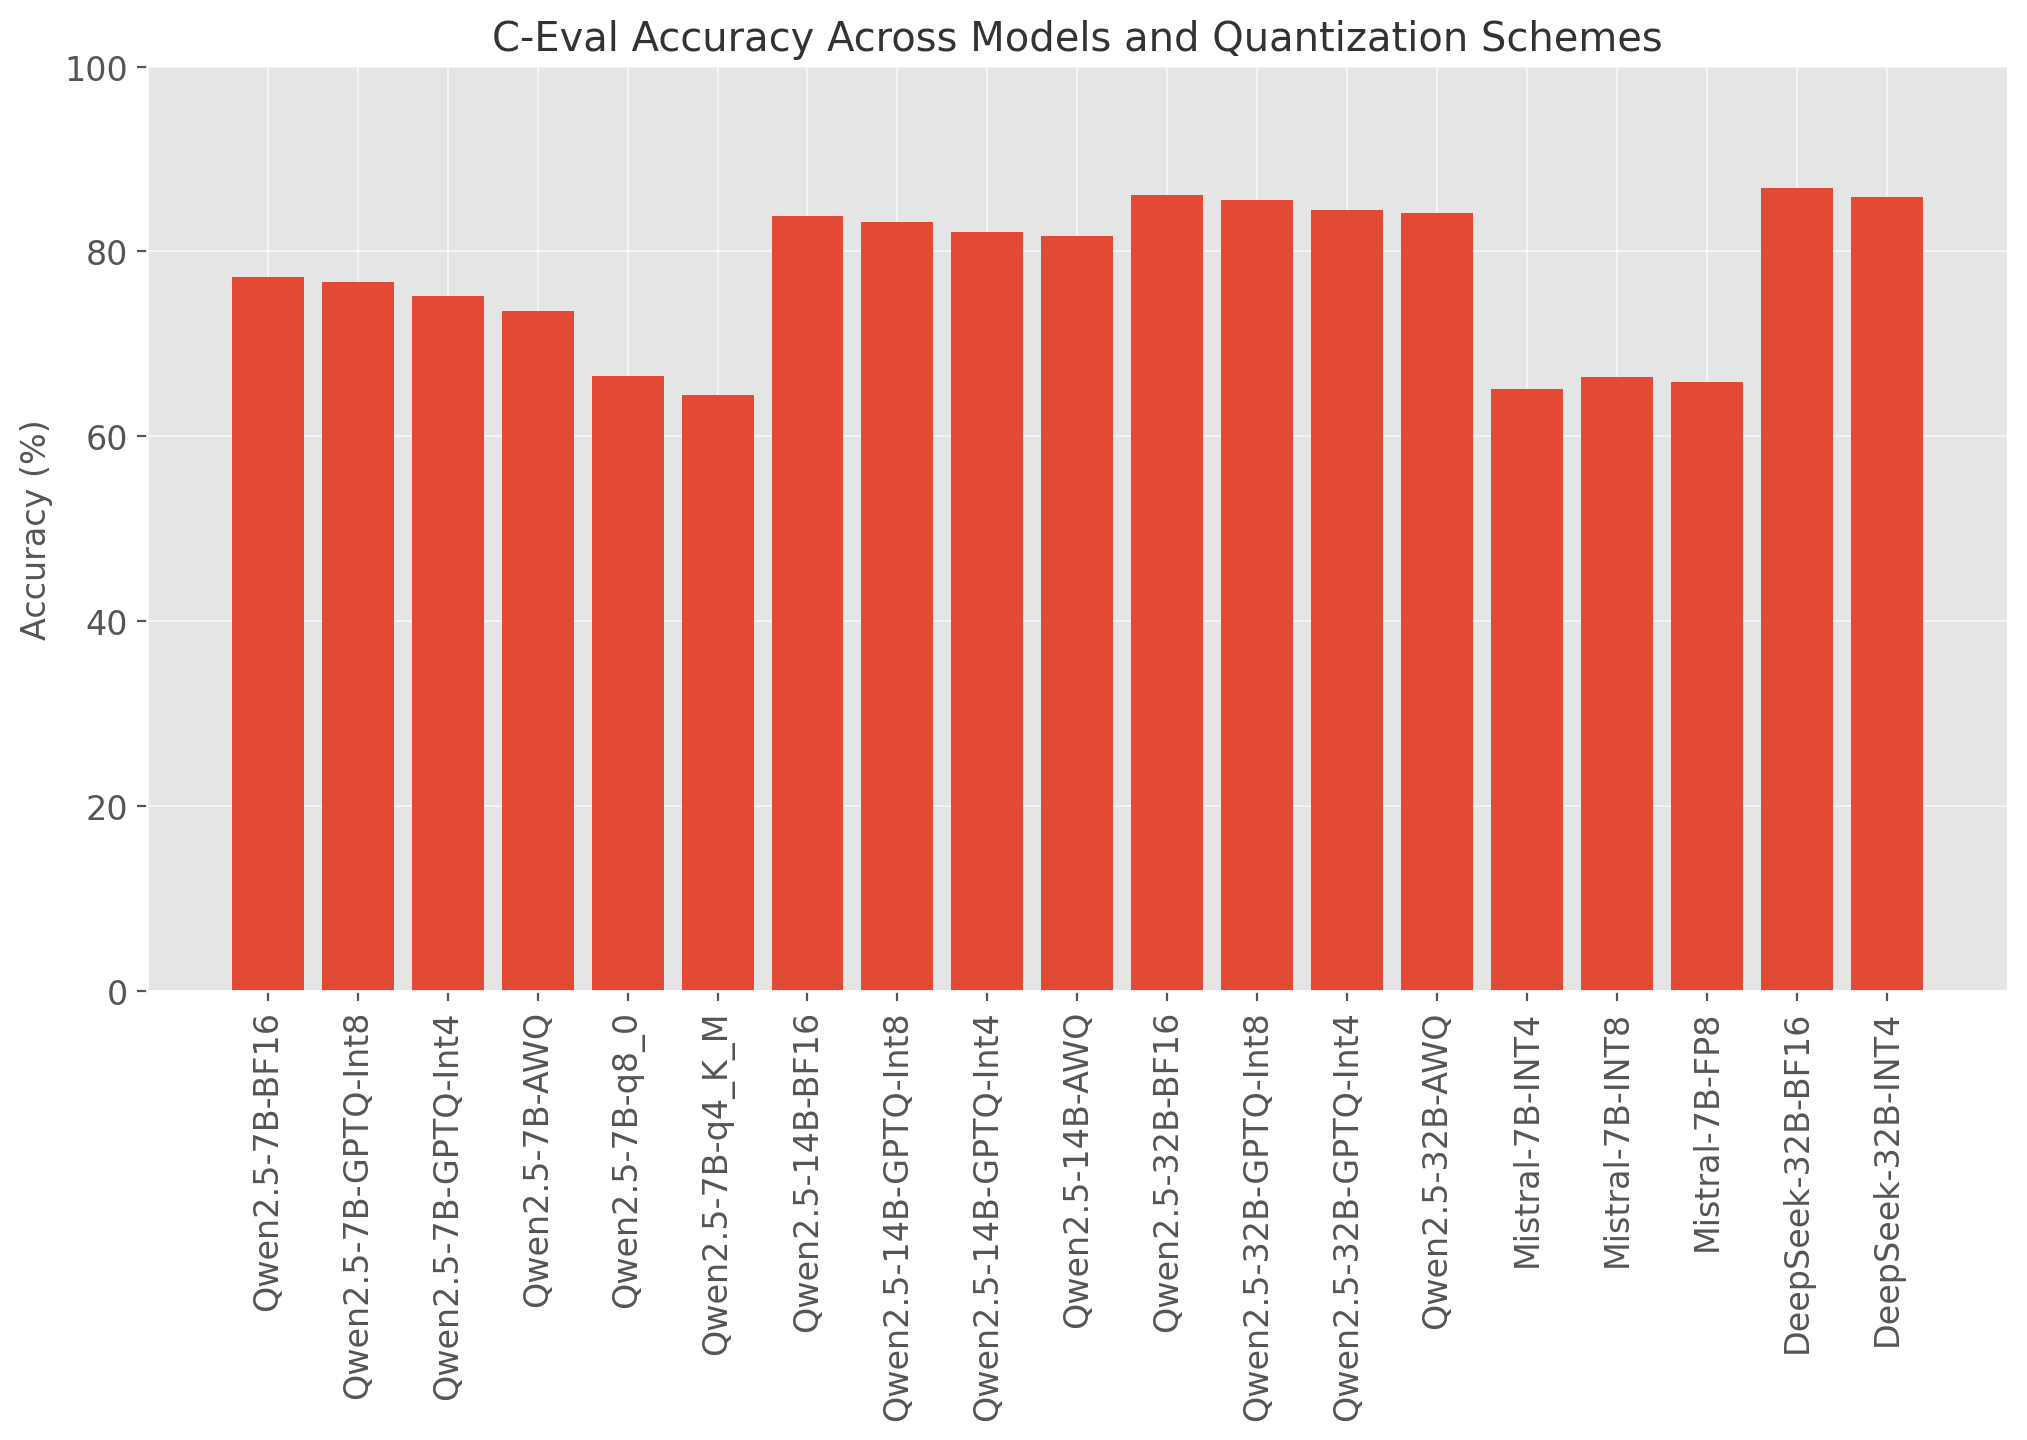 C-Eval Accuracy Across Models and Quantization Schemes
Accuracy (%)
100
80
60
40
20
0
Qwen2.5-7B-BF16
Qwen2.5-7B-GPTQ-Int8
Qwen2.5-7B-GPTQ-Int4
Qwen2.5-7B-AWQ
Qwen2.5-7B-q8_0
Qwen2.5-7B-q4_K_M
Qwen2.5-14B-BF16
Qwen2.5-14B-GPTQ-Int8
Qwen2.5-14B-GPTQ-Int4
Qwen2.5-14B-AWQ
Qwen2.5-32B-BF16
Qwen2.5-32B-GPTQ-Int8
Qwen2.5-32B-GPTQ-Int4
Qwen2.5-32B-AWQ
Mistral-7B-INT4
Mistral-7B-INT8
Mistral-7B-FP8
DeepSeek-32B-BF16
DeepSeek-32B-INT4